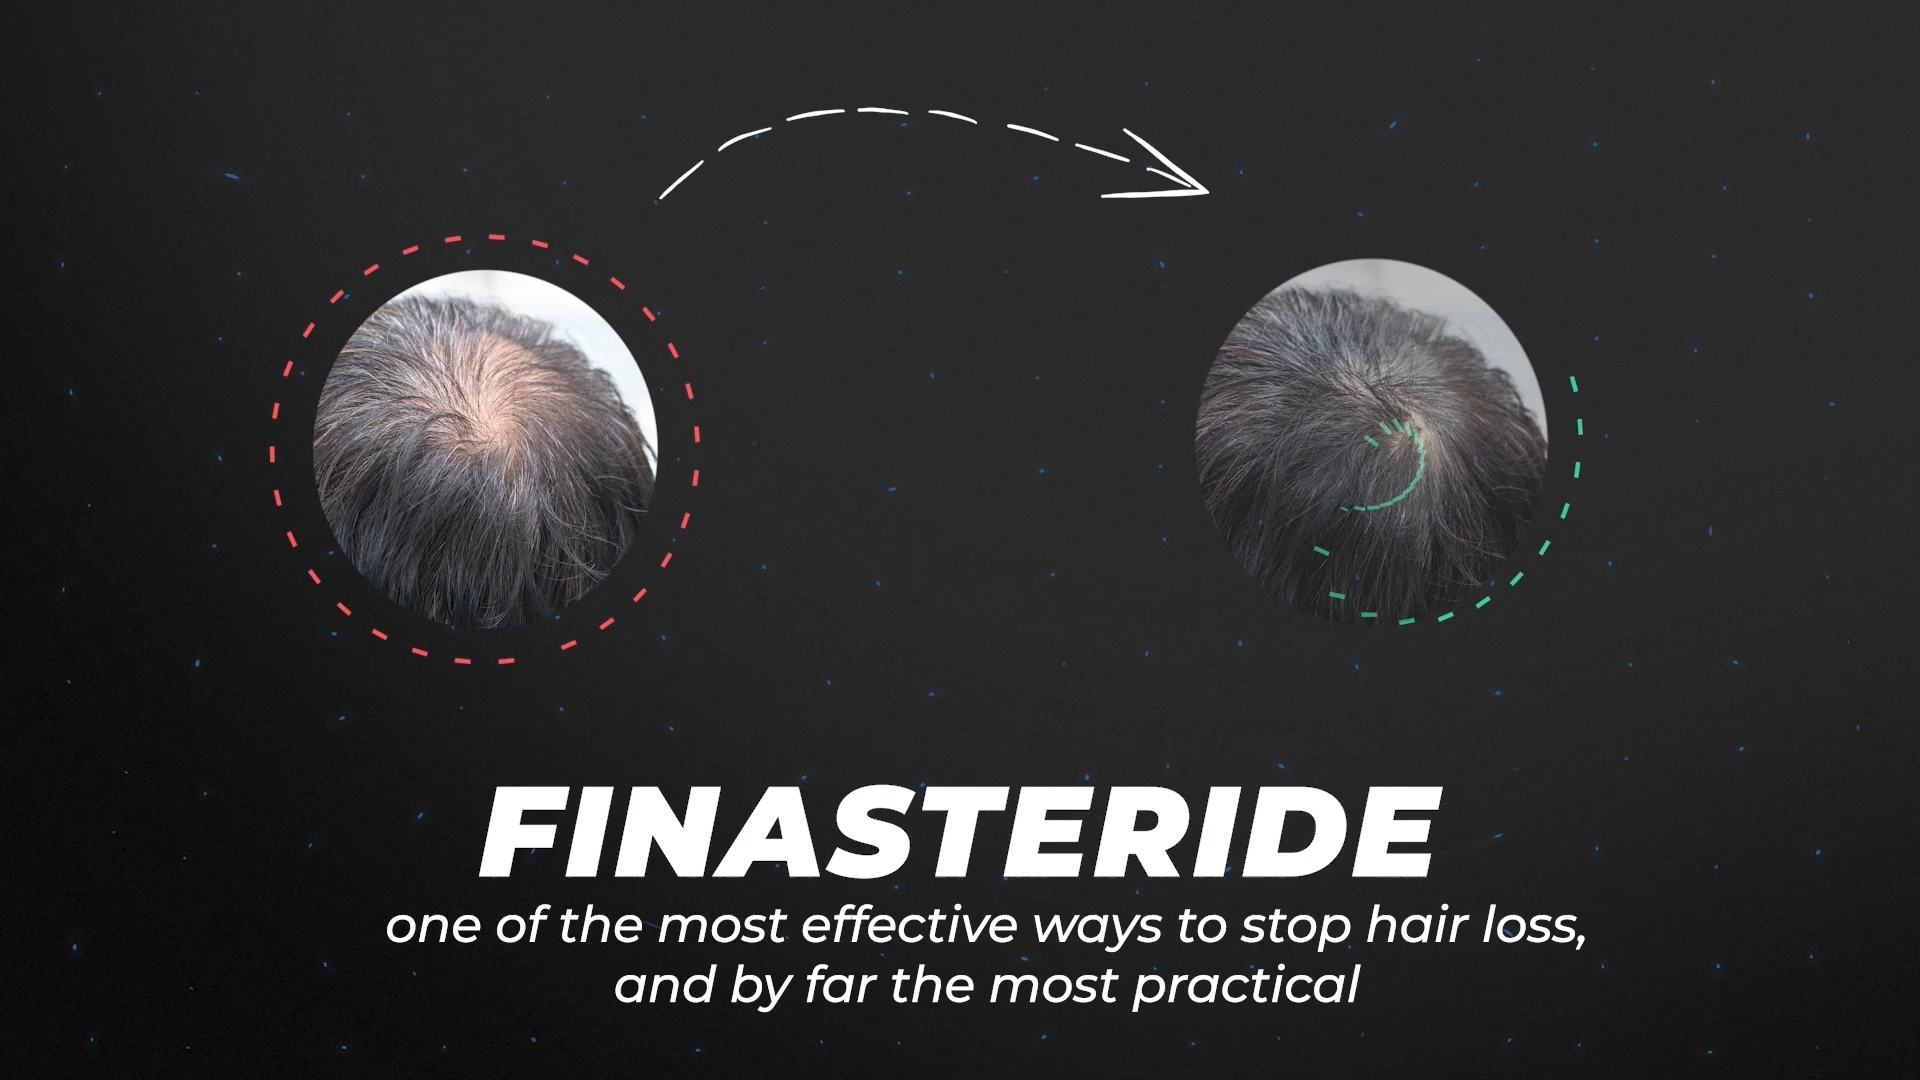 FINASTERIDE
one of the most effective ways to stop hair loss,
and by far the most practical